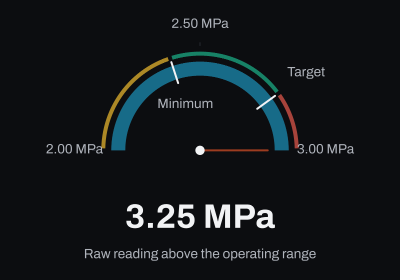 2.50 MPa
Target
Minimum
2.00 MPa
3.00 MPa
3.25 MPa
Raw reading above the operating range